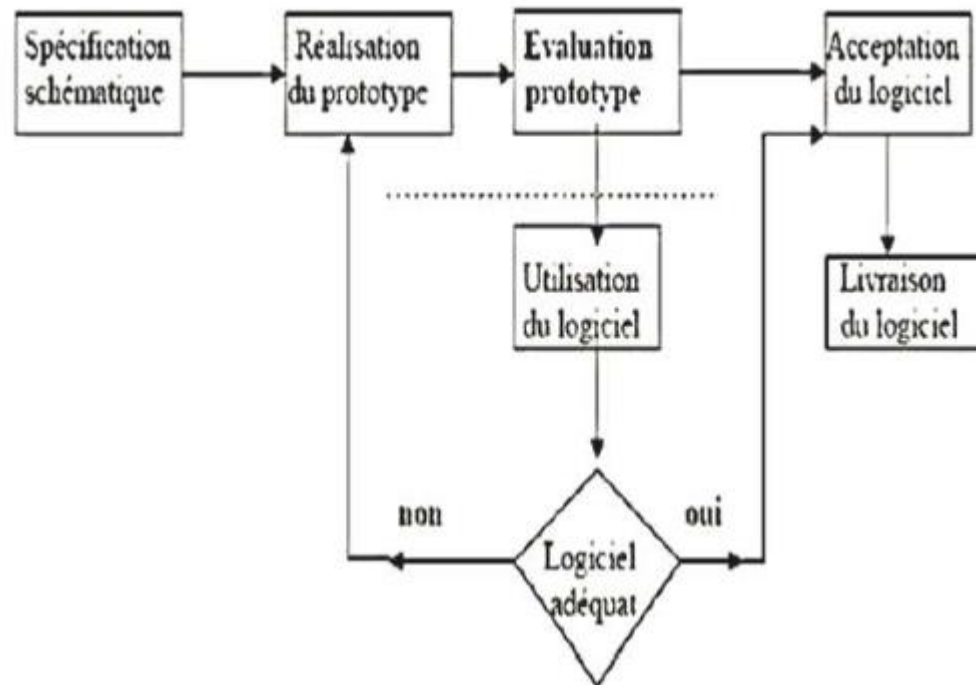 Spécification
schématique
Réalisation
du prototype
Evaluation
prototype
Acceptation
du logiciel
Utilisation
du logiciel
Livraison
du logiciel
non
oui
Logiciel
adéquat